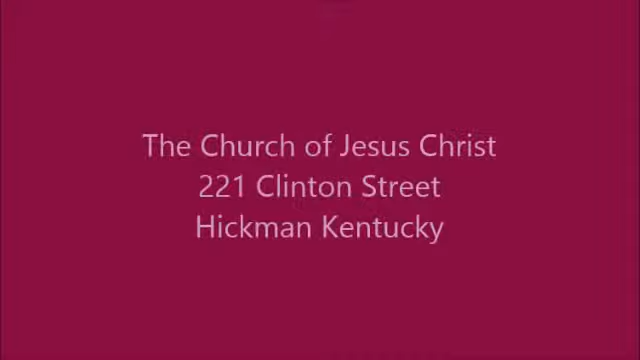 The Church of Jesus Christ
221 Clinton Street
Hickman Kentucky